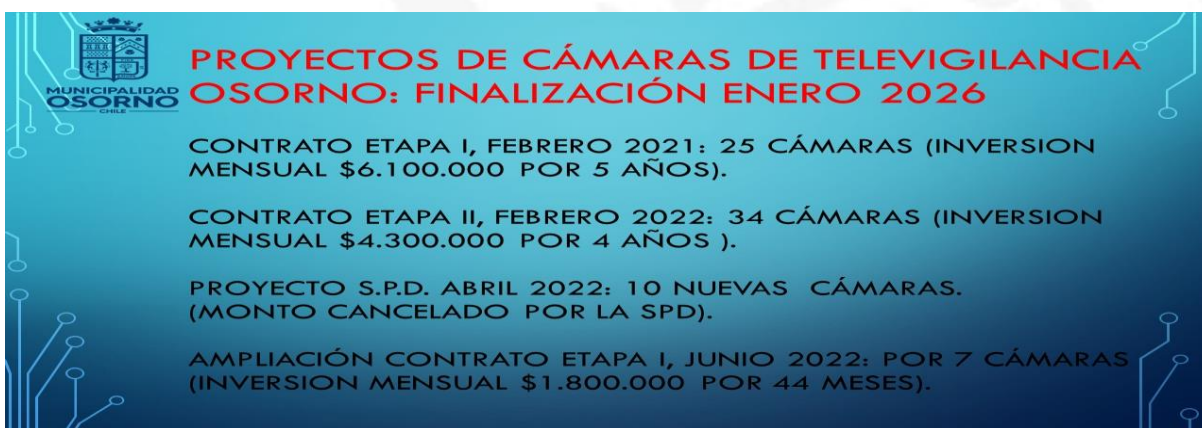 MUNICIPALIDAD
OSORNO
CHILE
PROYECTOS DE CÁMARAS DE TELEVIGILANCIA
OSORNO: FINALIZACIÓN ENERO 2026
CONTRATO ETAPA I, FEBRERO 2021: 25 CÁMARAS (INVERSION
MENSUAL $6.100.000 POR 5 AÑOS).
CONTRATO ETAPA II, FEBRERO 2022: 34 CÁMARAS (INVERSION
MENSUAL $4.300.000 POR 4 AÑOS ).
PROYECTO S.P.D. ABRIL 2022: 10 NUEVAS CÁMARAS.
(MONTO CANCELADO POR LA SPD).
AMPLIACIÓN CONTRATO ETAPA I, JUNIO 2022: POR 7 CÁMARAS
(INVERSION MENSUAL $1.800.000 POR 44 MESES).